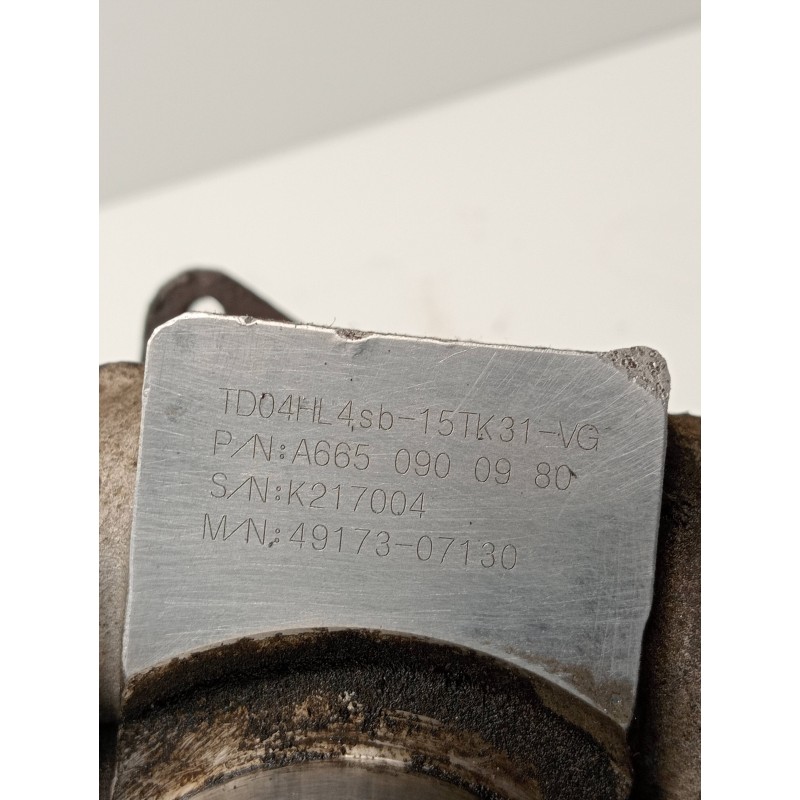 TD04HL4sb-15TK31-VG
P/N:A665 090 09 80
S/N:K217004
M/N:49173-07130